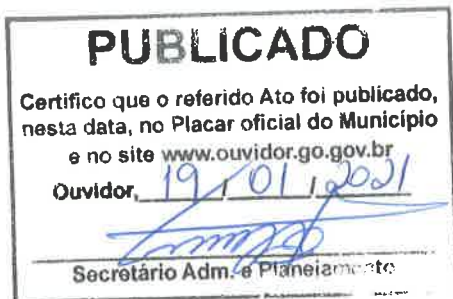 PUBLICADO
Certifico que o referido Ato foi publicado,
nesta data, no Placar oficial do Município
e no site www.ouvidor.go.gov.br
Ouvidor, 19 / 01 / 2021
Secretário Adm. e Planejamento